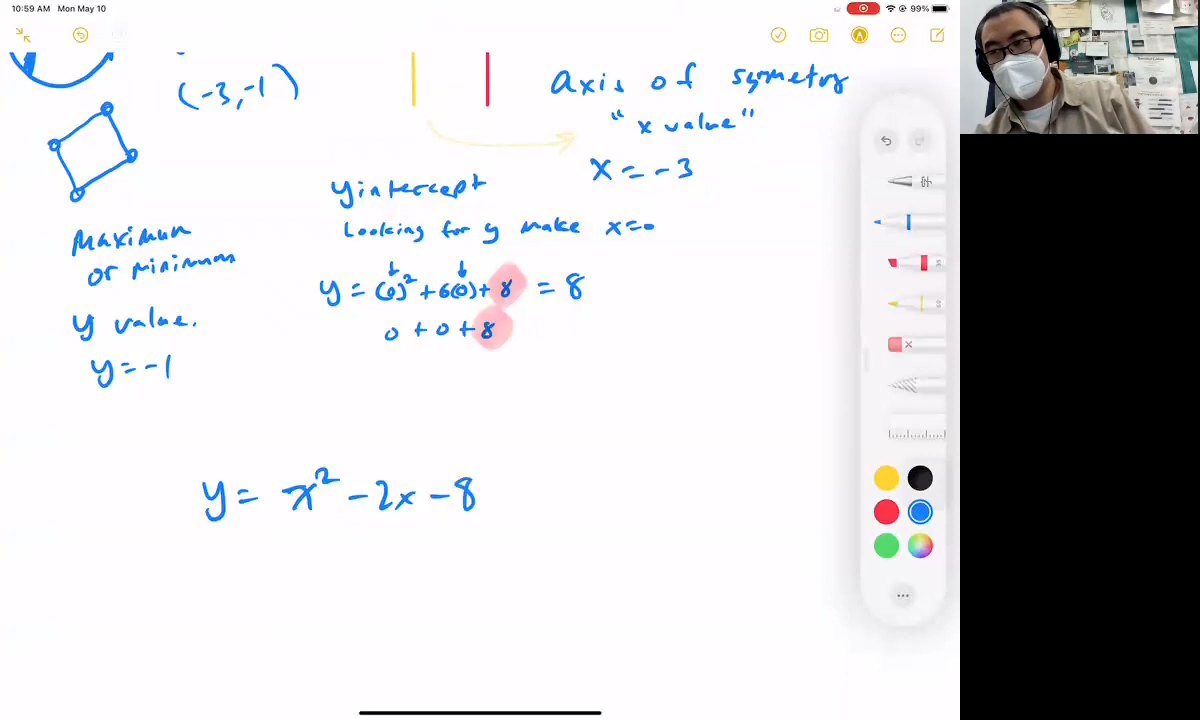 10:59 AM Mon May 10
99%
(-3,-1)
axis of symmetry
"x value"
x = -3
y intercept
Looking for y make x=0
y = (0)² + 6(0) + 8 = 8
0 + 0 + 8
Maximum
or minimum
y value.
y = -1
y = x² - 2x - 8